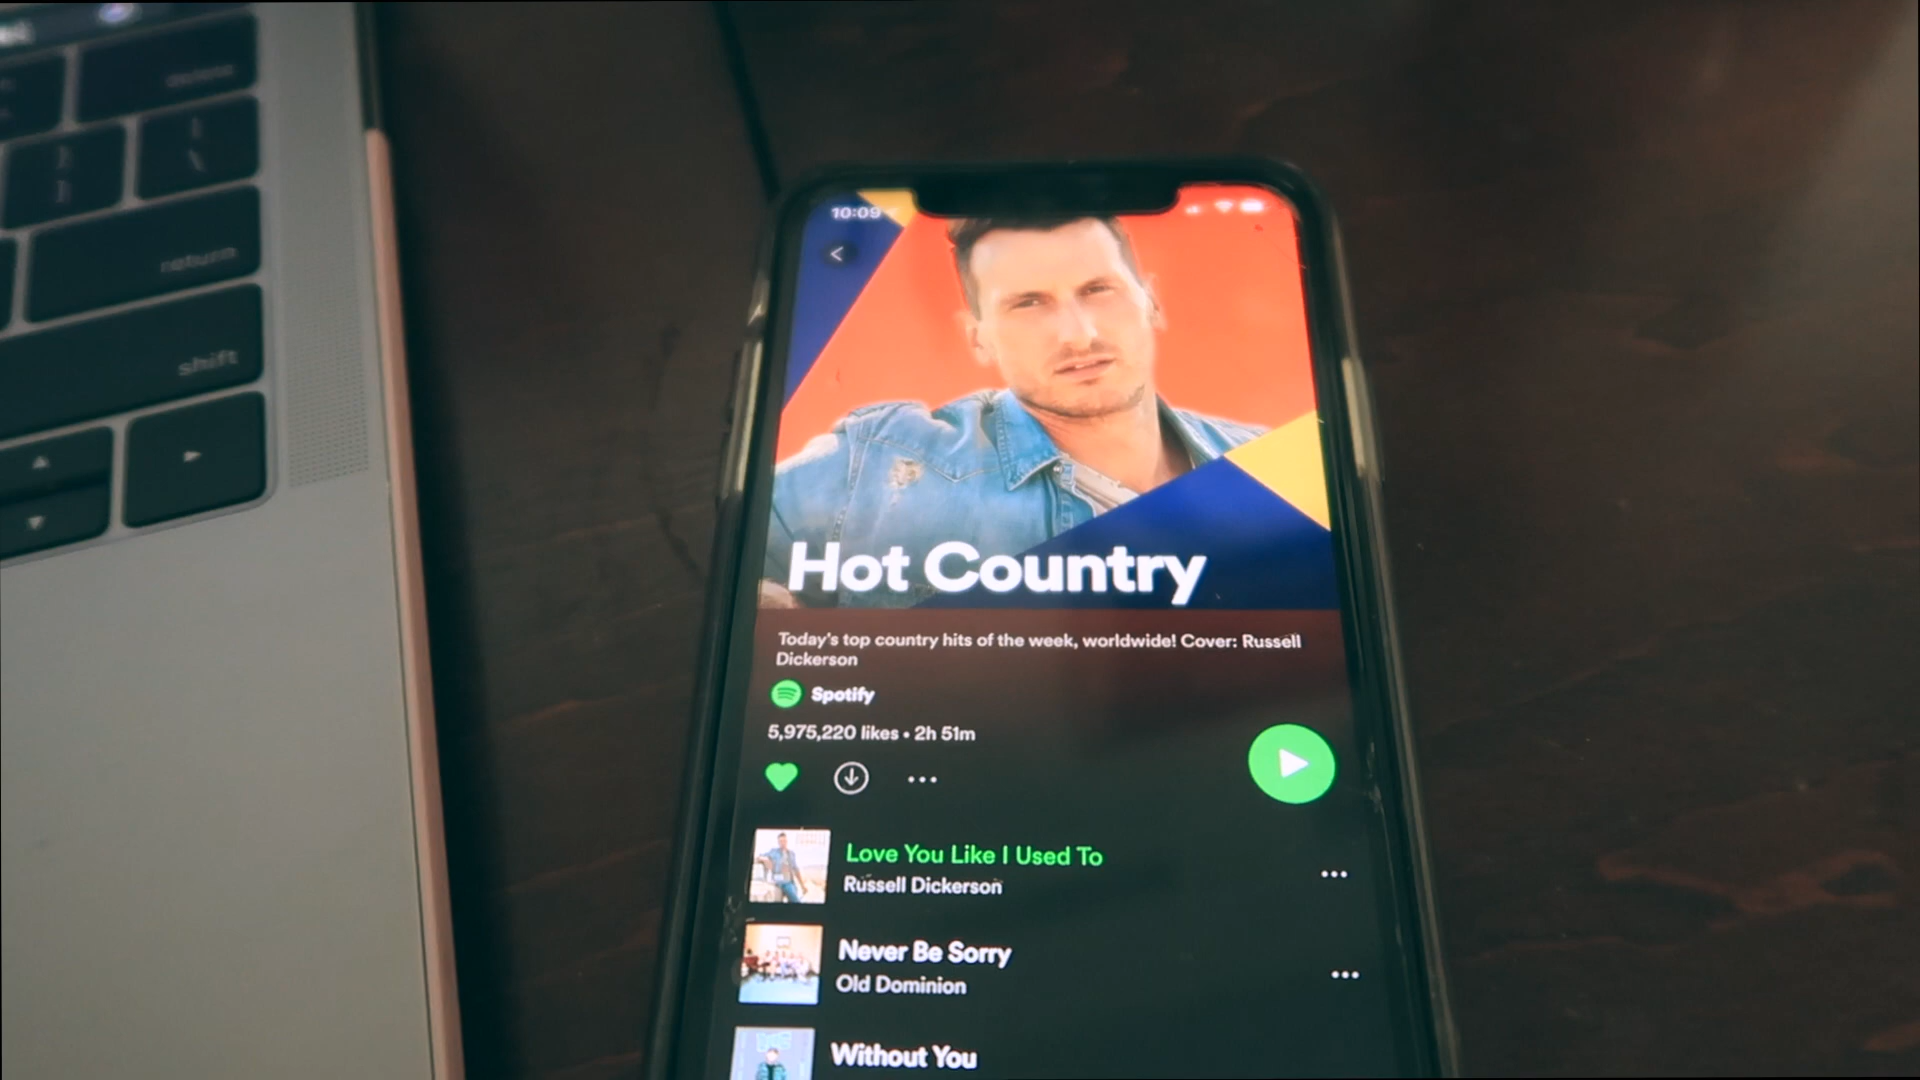 delete
return
shift
10:09
Hot Country
Today's top country hits of the week, worldwide! Cover: Russell
Dickerson
Spotify
5,975,220 likes • 2h 51m
Love You Like I Used To
Russell Dickerson
Never Be Sorry
Old Dominion
Without You